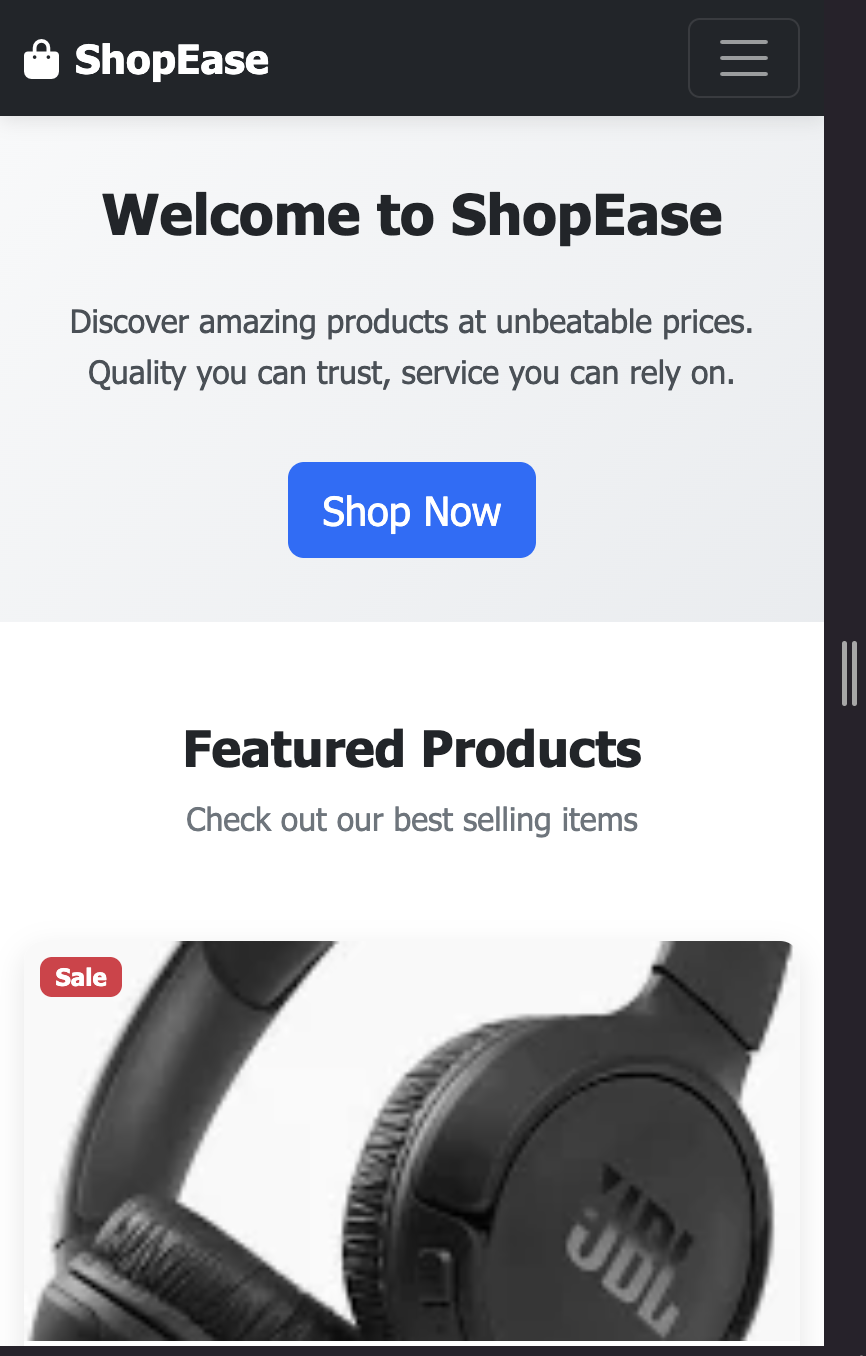 ShopEase
Welcome to ShopEase
Discover amazing products at unbeatable prices.
Quality you can trust, service you can rely on.
Shop Now
Featured Products
Check out our best selling items
Sale
JBL